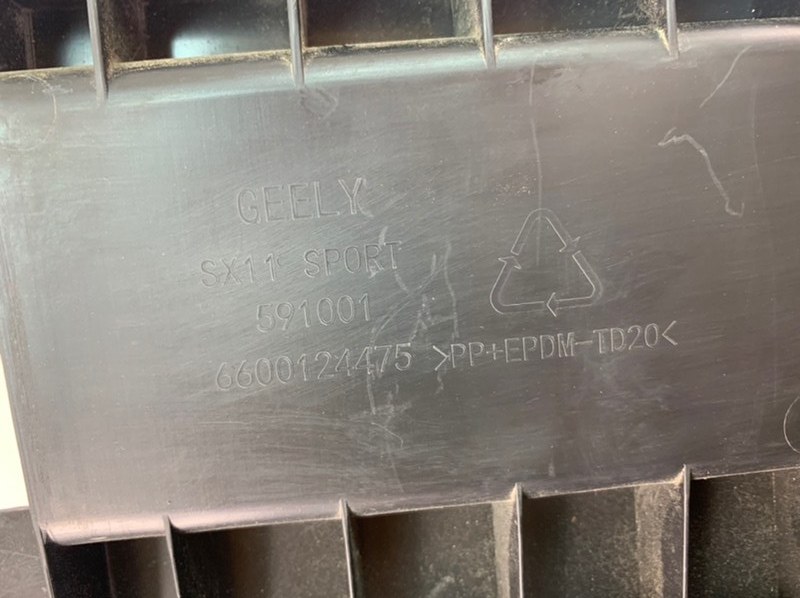 GEELY
SX11 SPORT
591001
6600124475 >PP+EPDM-TD20<